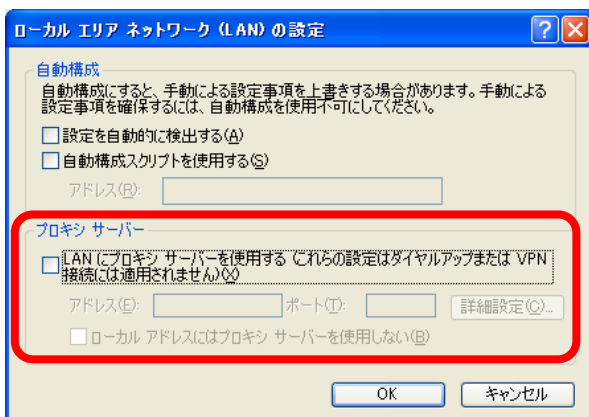 ローカル エリア ネットワーク (LAN) の設定
自動構成
自動構成にすると、手動による設定事項を上書きする場合があります。手動による
設定事項を確保するには、自動構成を使用不可にしてください。
設定を自動的に検出する(A)
自動構成スクリプトを使用する(S)
アドレス(R):
プロキシ サーバー
LAN にプロキシ サーバーを使用する (これらの設定はダイヤルアップまたは VPN
接続には適用されません)(X)
アドレス(E): ポート(T): 詳細設定(C)...
ローカル アドレスにはプロキシ サーバーを使用しない(B)
OK キャンセル